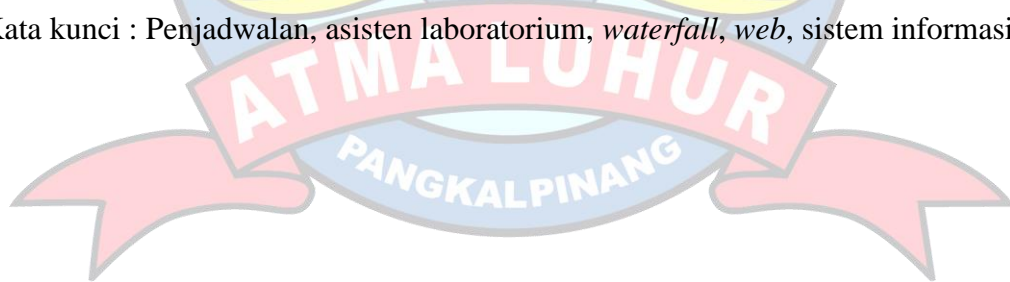 Kata kunci : Penjadwalan, asisten laboratorium, waterfall, web, sistem informasi
ATMA LUHUR
PANGKALPINANG